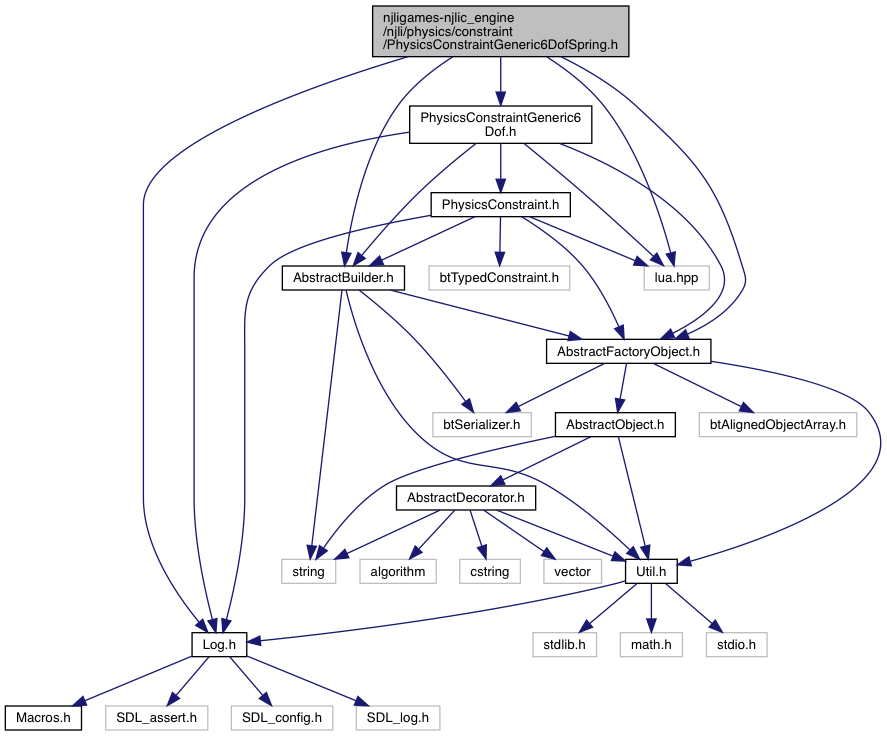 njligames-njlic_engine
/njli/physics/constraint
/PhysicsConstraintGeneric6DofSpring.h
PhysicsConstraintGeneric6
Dof.h
PhysicsConstraint.h
AbstractBuilder.h
btTypedConstraint.h
lua.hpp
AbstractFactoryObject.h
btSerializer.h
AbstractObject.h
btAlignedObjectArray.h
AbstractDecorator.h
string
algorithm
cstring
vector
Util.h
Log.h
stdlib.h
math.h
stdio.h
Macros.h
SDL_assert.h
SDL_config.h
SDL_log.h